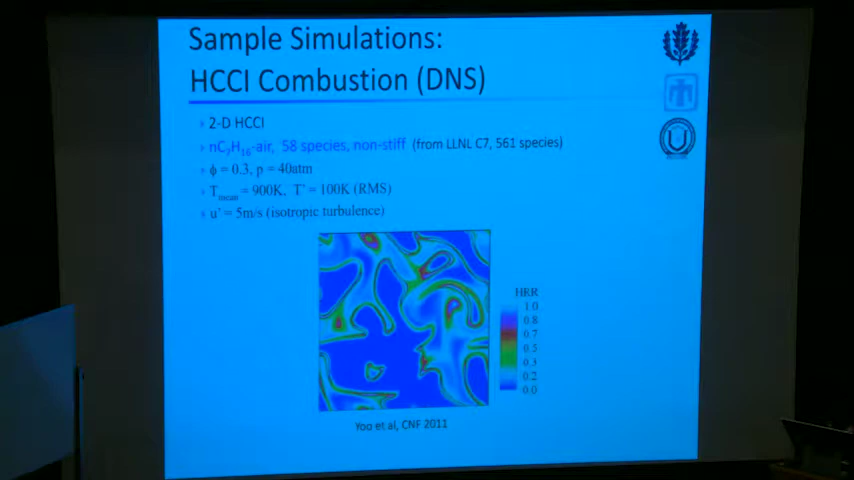 Sample Simulations:
HCCI Combustion (DNS)
2-D HCCI
nC7H16-air, 58 species, non-stiff (from LLNL C7, 561 species)
ϕ = 0.3, p = 40atm
Tmean = 900K, T' = 100K (RMS)
u' = 5m/s (isotropic turbulence)
HRR
1.0
0.8
0.7
0.5
0.3
0.2
0.0
Yoo et al, CNF 2011